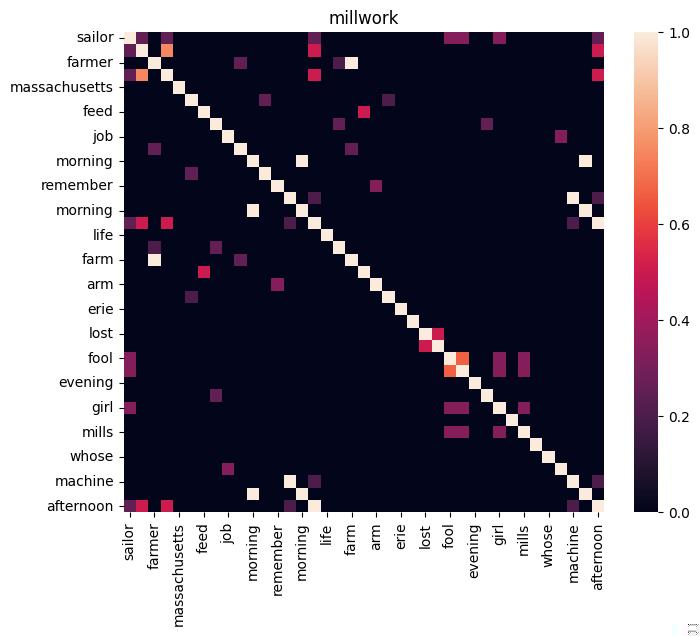 millwork
sailor
farmer
massachusetts
feed
job
morning
remember
morning
life
farm
arm
erie
lost
fool
evening
girl
mills
whose
machine
afternoon
1.0
0.8
0.6
0.4
0.2
0.0
sailor
farmer
massachusetts
feed
job
morning
remember
morning
life
farm
arm
erie
lost
fool
evening
girl
mills
whose
machine
afternoon